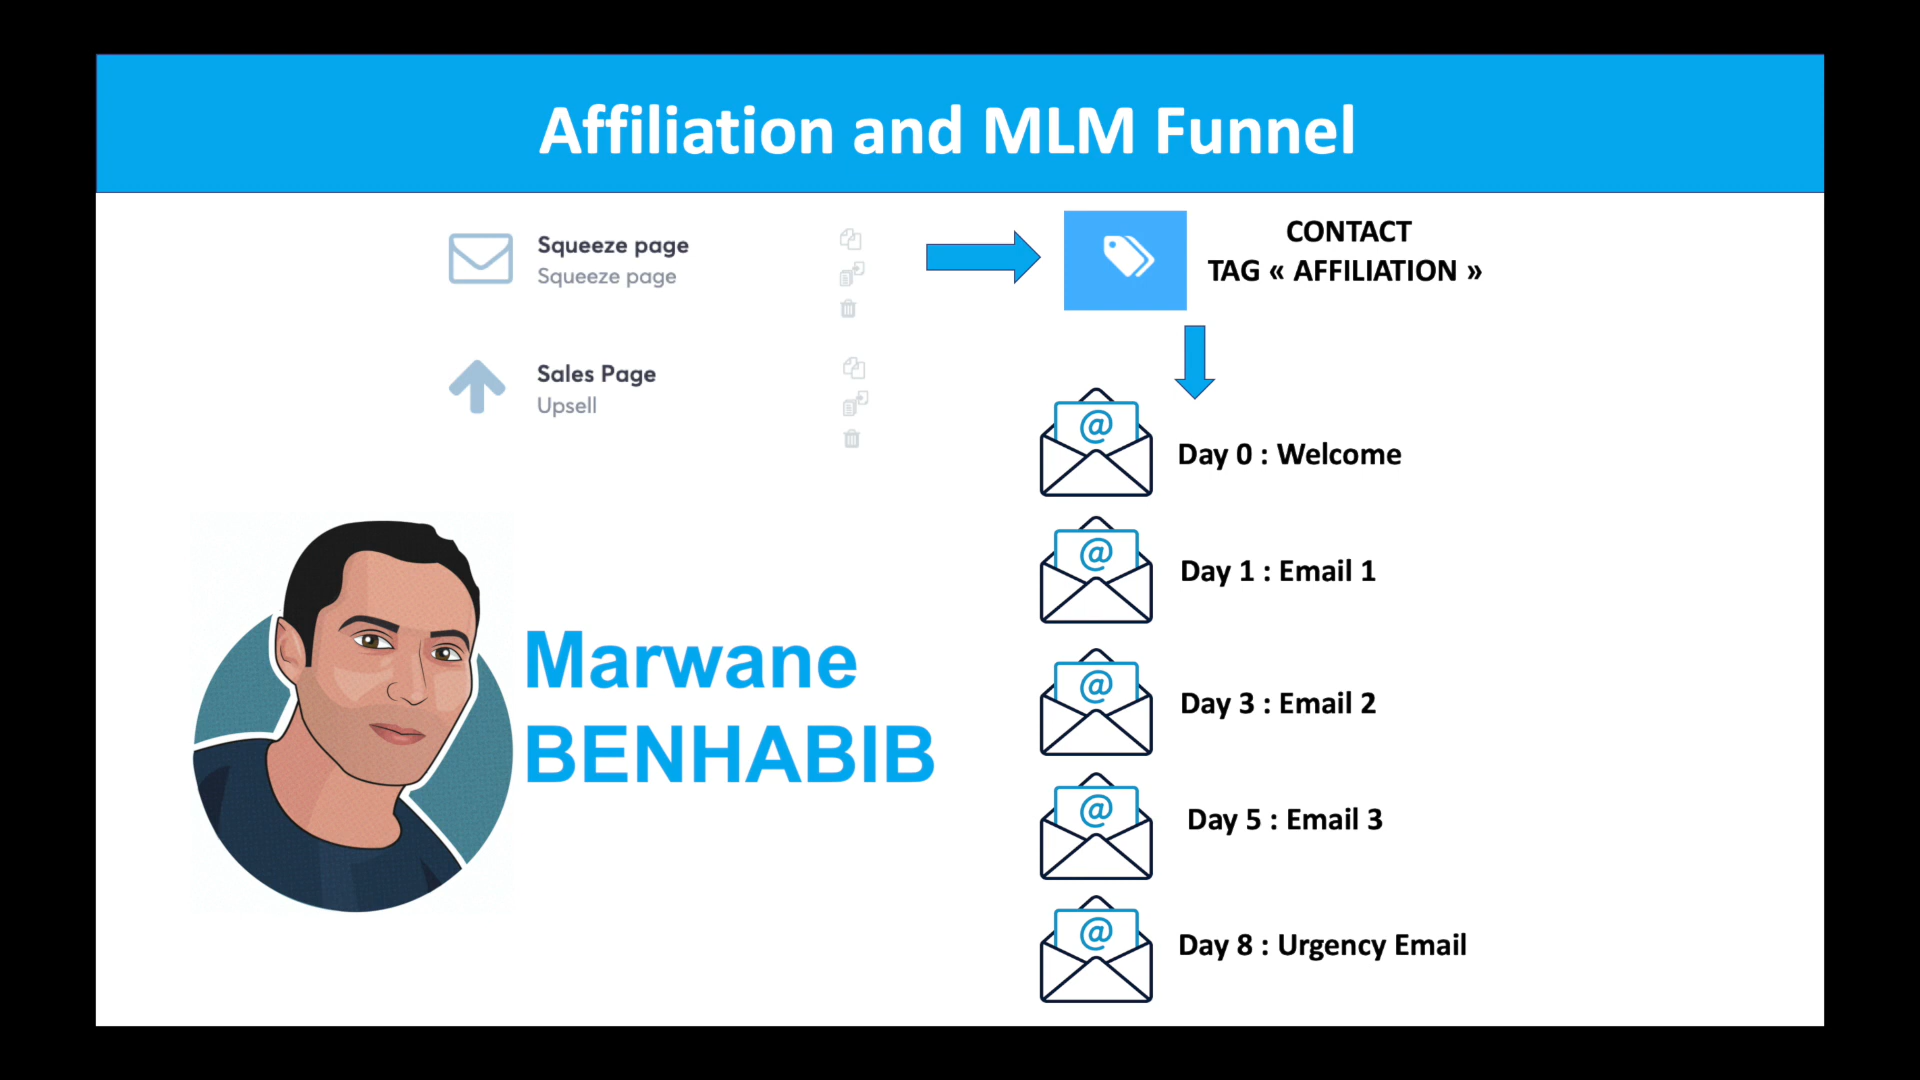 Affiliation and MLM Funnel
Squeeze page
Squeeze page
Sales Page
Upsell
CONTACT
TAG « AFFILIATION »
@
Day 0 : Welcome
@
Day 1 : Email 1
@
Day 3 : Email 2
@
Day 5 : Email 3
@
Day 8 : Urgency Email
Marwane
BENHABIB